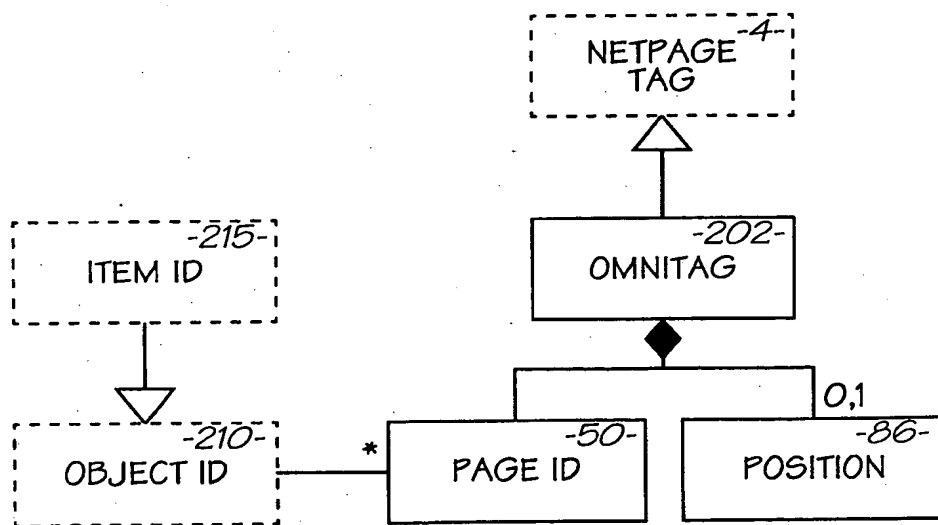 -4-
NETPAGE
TAG
-215-
ITEM ID
-202-
OMNITAG
0,1
-210-
OBJECT ID
*
-50-
PAGE ID
-86-
POSITION